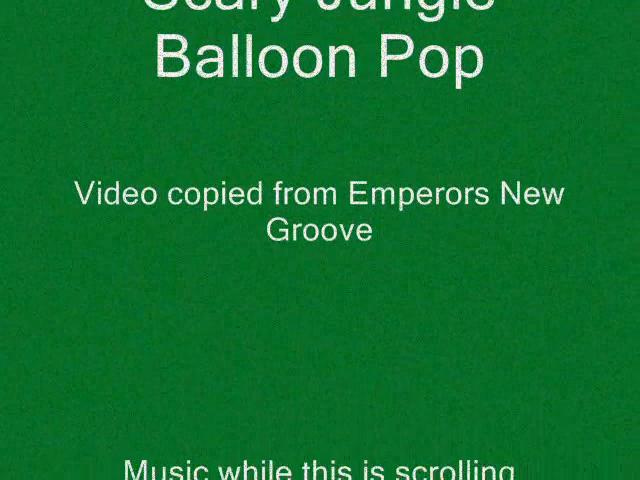 Scary Jungle
Balloon Pop
Video copied from Emperors New
Groove
Music while this is scrolling